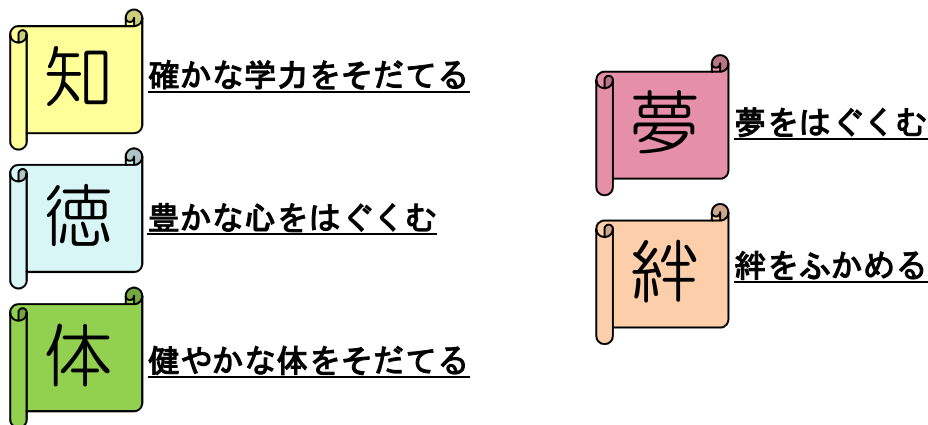 知
確かな学力をそだてる
徳
豊かな心をはぐくむ
体
健やかな体をそだてる
夢
夢をはぐくむ
絆
絆をふかめる